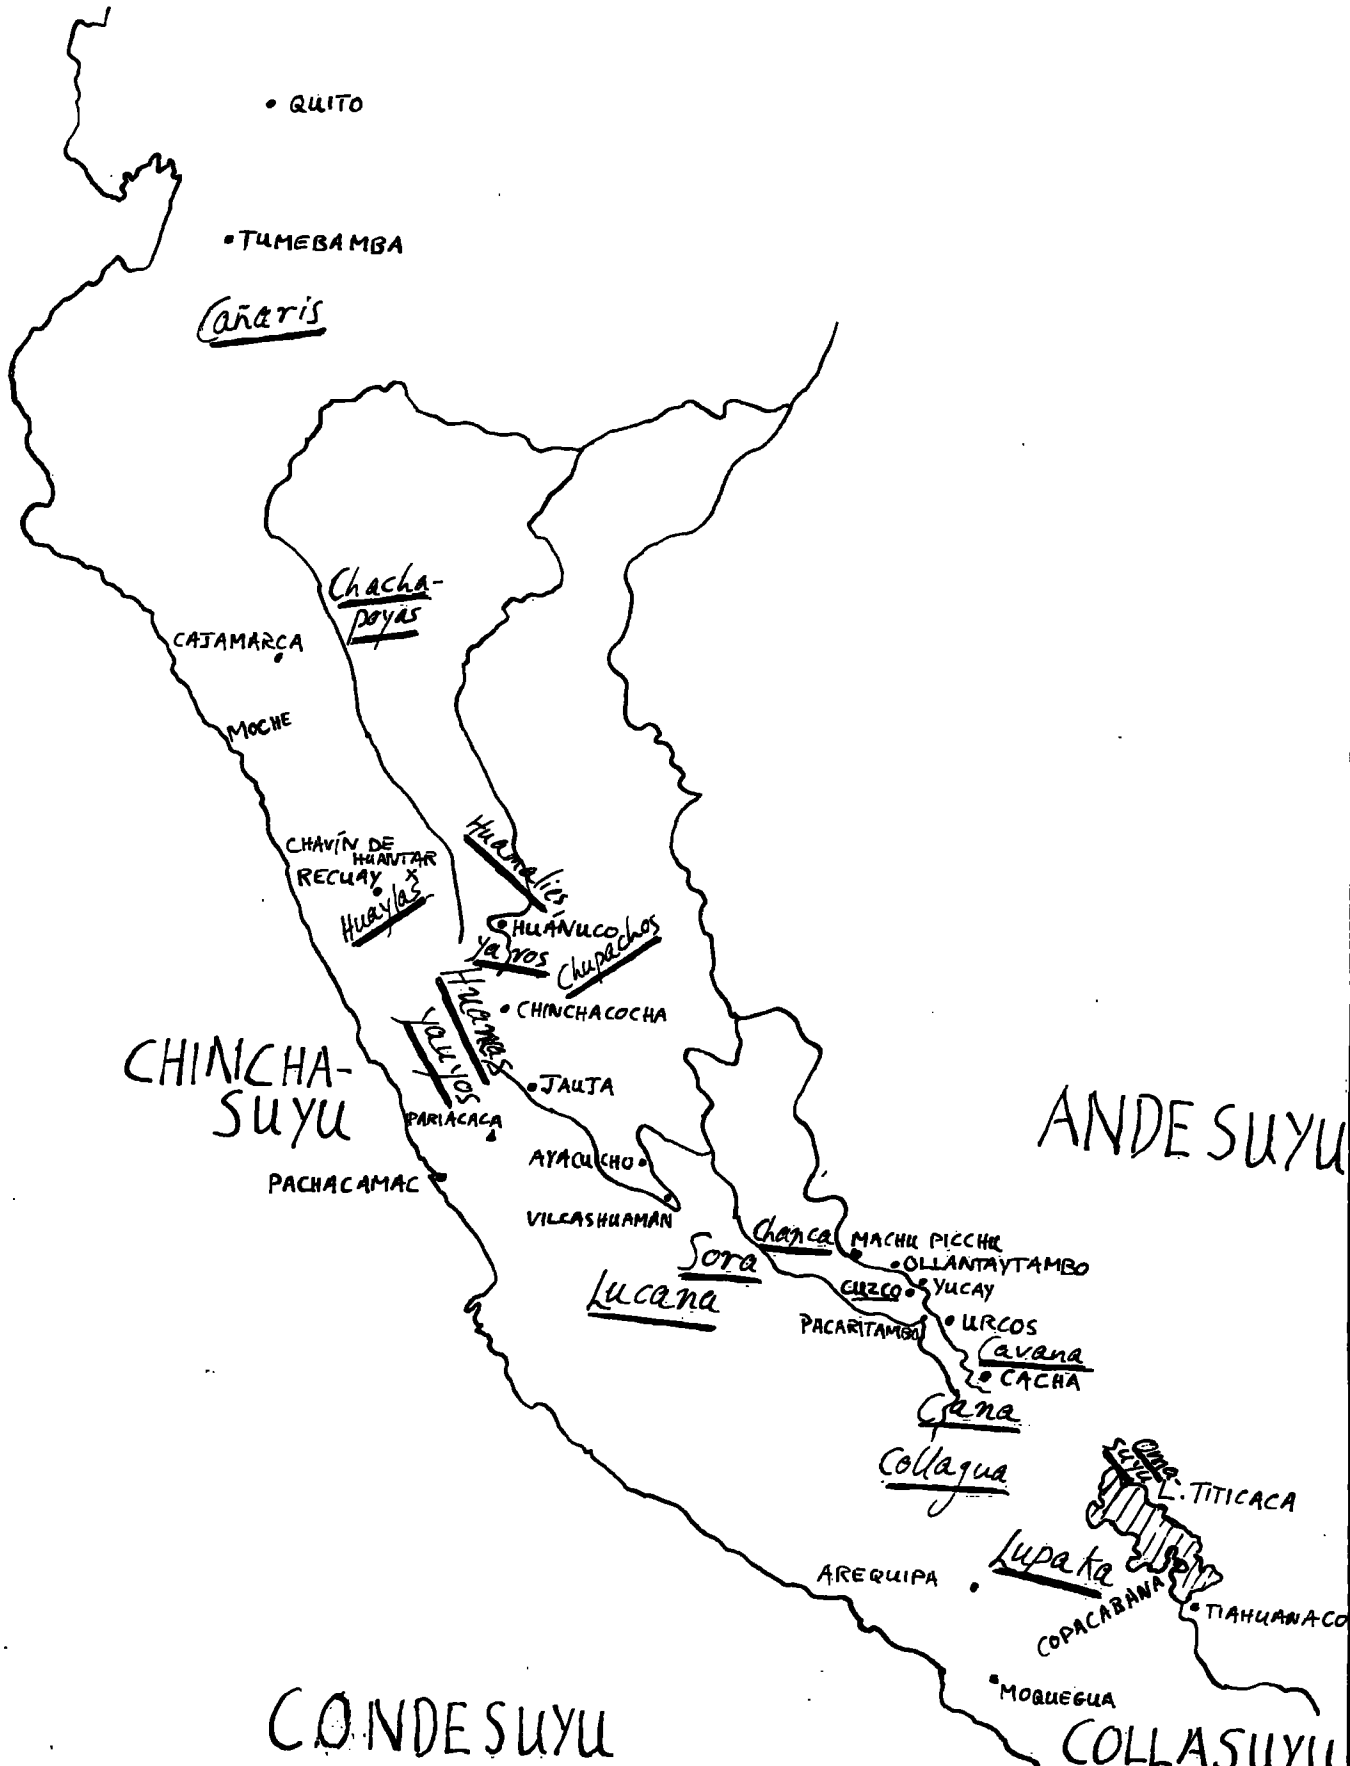 QUITO
TUMEBAMBA
Cañaris
Chacha-
poyas
CAJAMARCA
MOCHE
Huamalies
CHAVÍN DE
HUANTAR
RECUAY
Huaylas
HUÁNUCO
Yaros
Chupachos
Huancas
CHINCHACOCHA
Yauyos
CHINCHA-
SUYU
JAUJA
PARIACACA
ANDESUYU
AYACUCHO
PACHACAMAC
VILCASHUAMAN
Chanca
MACHU PICCHU
Sora
OLLANTAYTAMBO
Lucana
CUZCO
YUCAY
PACARITAMBO
URCOS
Cavana
CACHA
Cana
Collagua
Oma-
suyu
L. TITICACA
Lupaka
AREQUIPA
COPACABANA
TIAHUANACO
MOQUEGUA
CONDESUYU
COLLASUYU